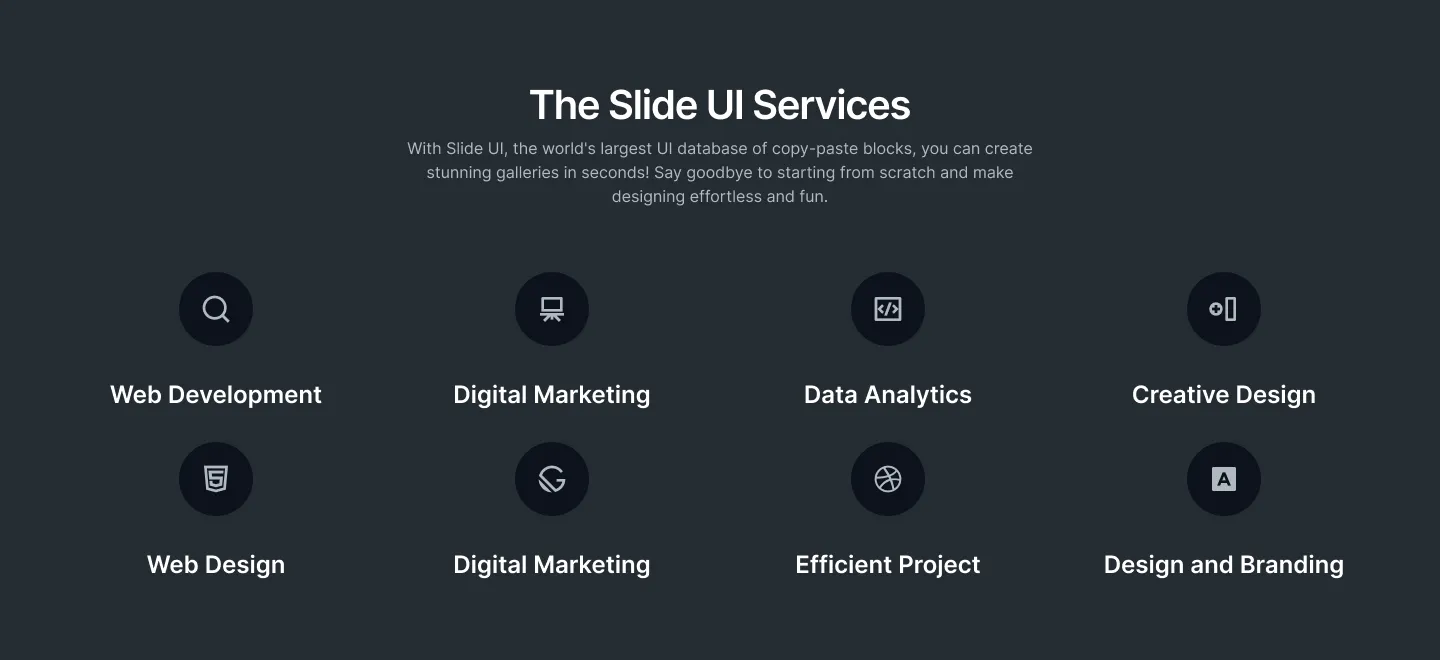 The Slide UI Services
With Slide UI, the world's largest UI database of copy-paste blocks, you can create
stunning galleries in seconds! Say goodbye to starting from scratch and make
designing effortless and fun.
Web Development
Digital Marketing
Data Analytics
Creative Design
Web Design
Digital Marketing
Efficient Project
Design and Branding